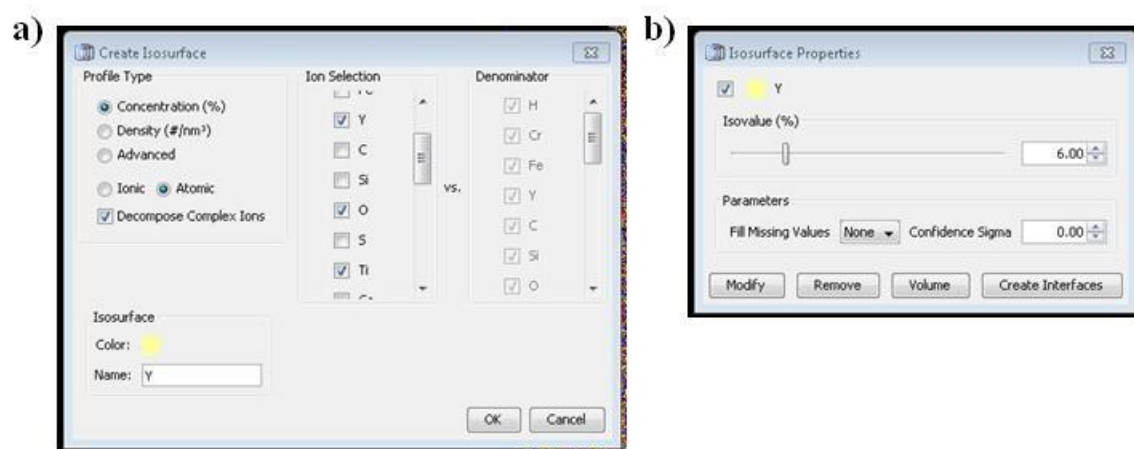 a)
Create Isosurface
Profile Type
Concentration (%)
Density (#/nm³)
Advanced
Ionic Atomic
Decompose Complex Ions
Ion Selection
Y
C
Si
O
S
Ti
vs.
Denominator
H
Cr
Fe
Y
C
Si
O
Isosurface
Color:
Name: Y
OK Cancel
b)
Isosurface Properties
Y
Isovalue (%)
6.00
Parameters
Fill Missing Values None Confidence Sigma 0.00
Modify Remove Volume Create Interfaces